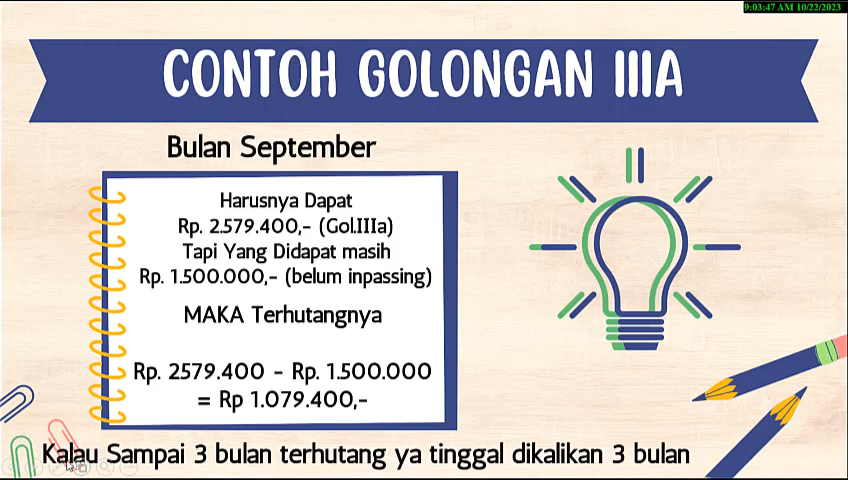 9:03:47 AM 10/22/2023
CONTOH GOLONGAN IIIA
Bulan September
Harusnya Dapat
Rp. 2.579.400,- (Gol.IIIa)
Tapi Yang Didapat masih
Rp. 1.500.000,- (belum inpassing)
MAKA Terhutangnya
Rp. 2579.400 - Rp. 1.500.000
= Rp 1.079.400,-
Kalau Sampai 3 bulan terhutang ya tinggal dikalikan 3 bulan